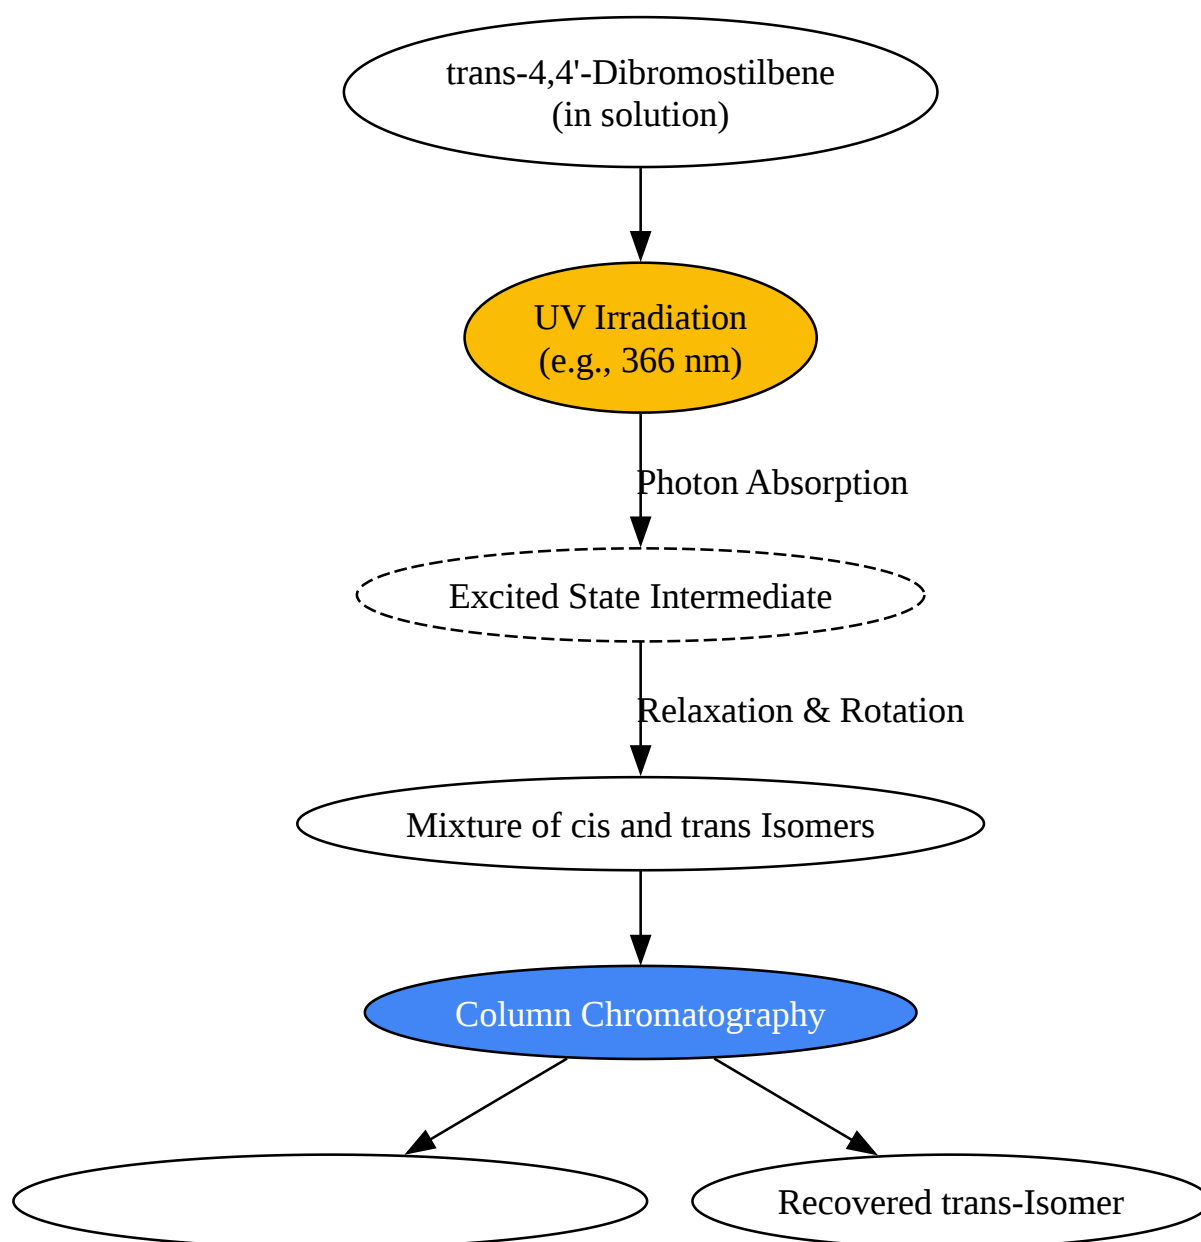 trans-4,4'-Dibromostilbene
(in solution)
UV Irradiation
(e.g., 366 nm)
Photon Absorption
Excited State Intermediate
Relaxation & Rotation
Mixture of cis and trans Isomers
Column Chromatography
Recovered trans-Isomer